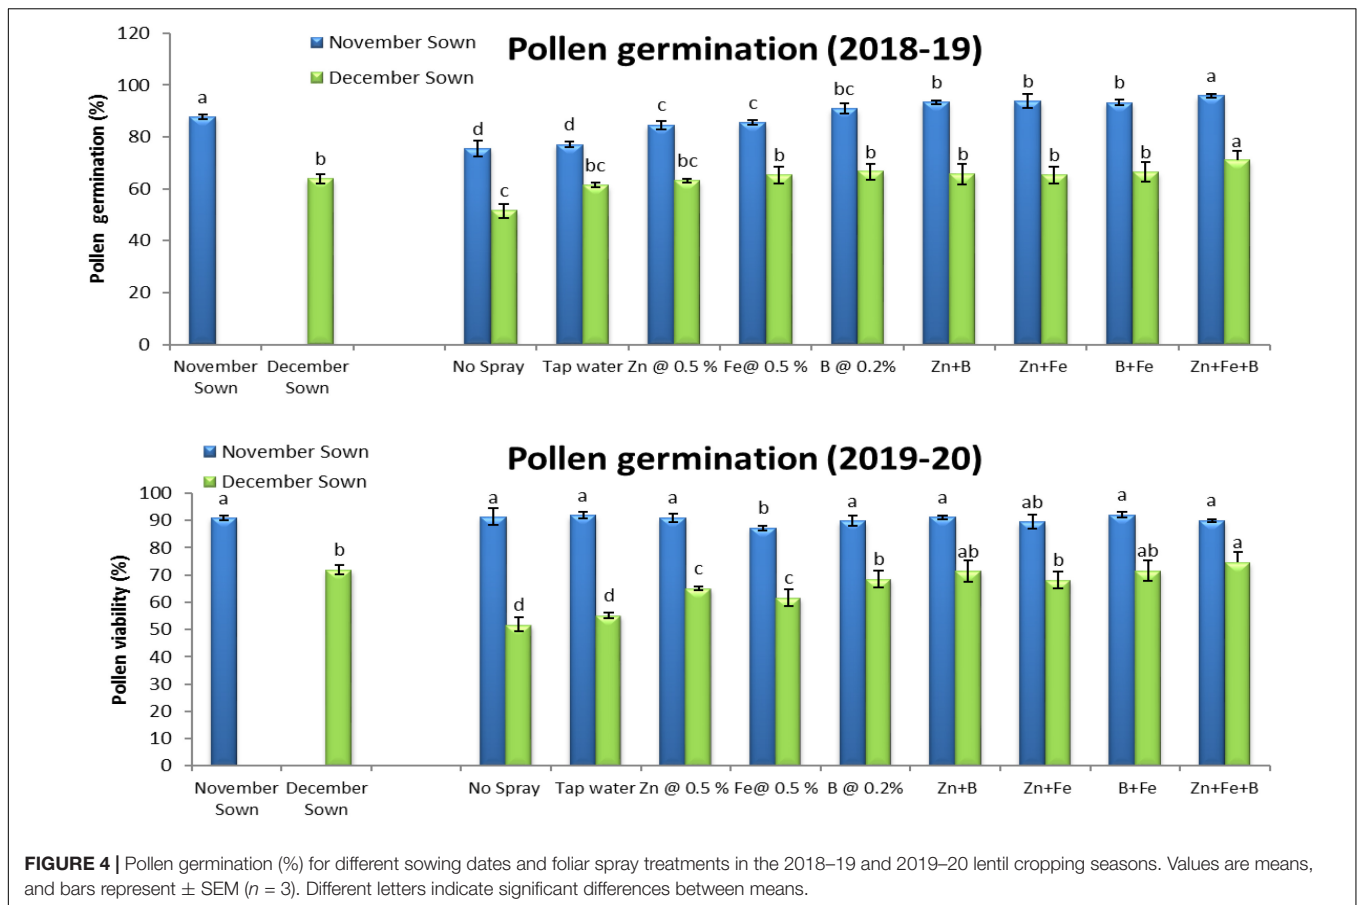 120
November Sown
Pollen germination (2018-19)
December Sown
100
80
60
40
20
0
Pollen germination (%)
a
b
d
c
d
bc
c
bc
c
b
bc
b
b
b
b
b
b
b
a
a
November Sown
December Sown
No Spray
Tap water
Zn @ 0.5 %
Fe@ 0.5 %
B @ 0.2%
Zn+B
Zn+Fe
B+Fe
Zn+Fe+B
November Sown
Pollen germination (2019-20)
December Sown
100
90
80
70
60
50
40
30
20
10
0
Pollen viability (%)
a
b
a
d
a
d
a
c
b
c
a
b
a
ab
ab
b
a
ab
a
a
November Sown
December Sown
No Spray
Tap water
Zn @ 0.5 %
Fe@ 0.5 %
B @ 0.2%
Zn+B
Zn+Fe
B+Fe
Zn+Fe+B
FIGURE 4 | Pollen germination (%) for different sowing dates and foliar spray treatments in the 2018–19 and 2019–20 lentil cropping seasons. Values are means,
and bars represent ± SEM (n = 3). Different letters indicate significant differences between means.